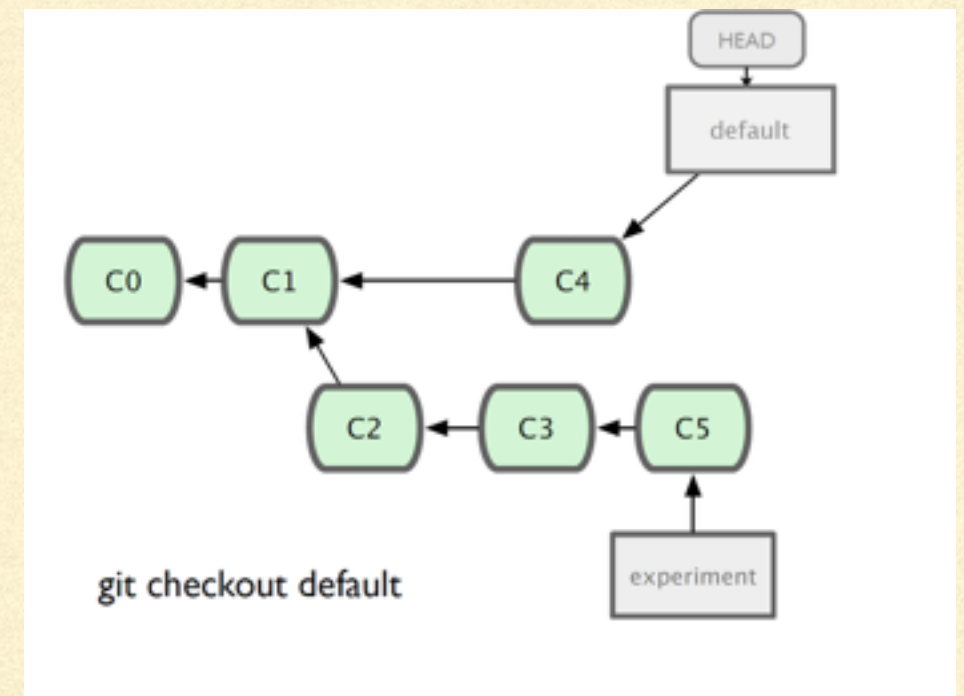 HEAD
default
C0
C1
C4
C2
C3
C5
experiment
git checkout default